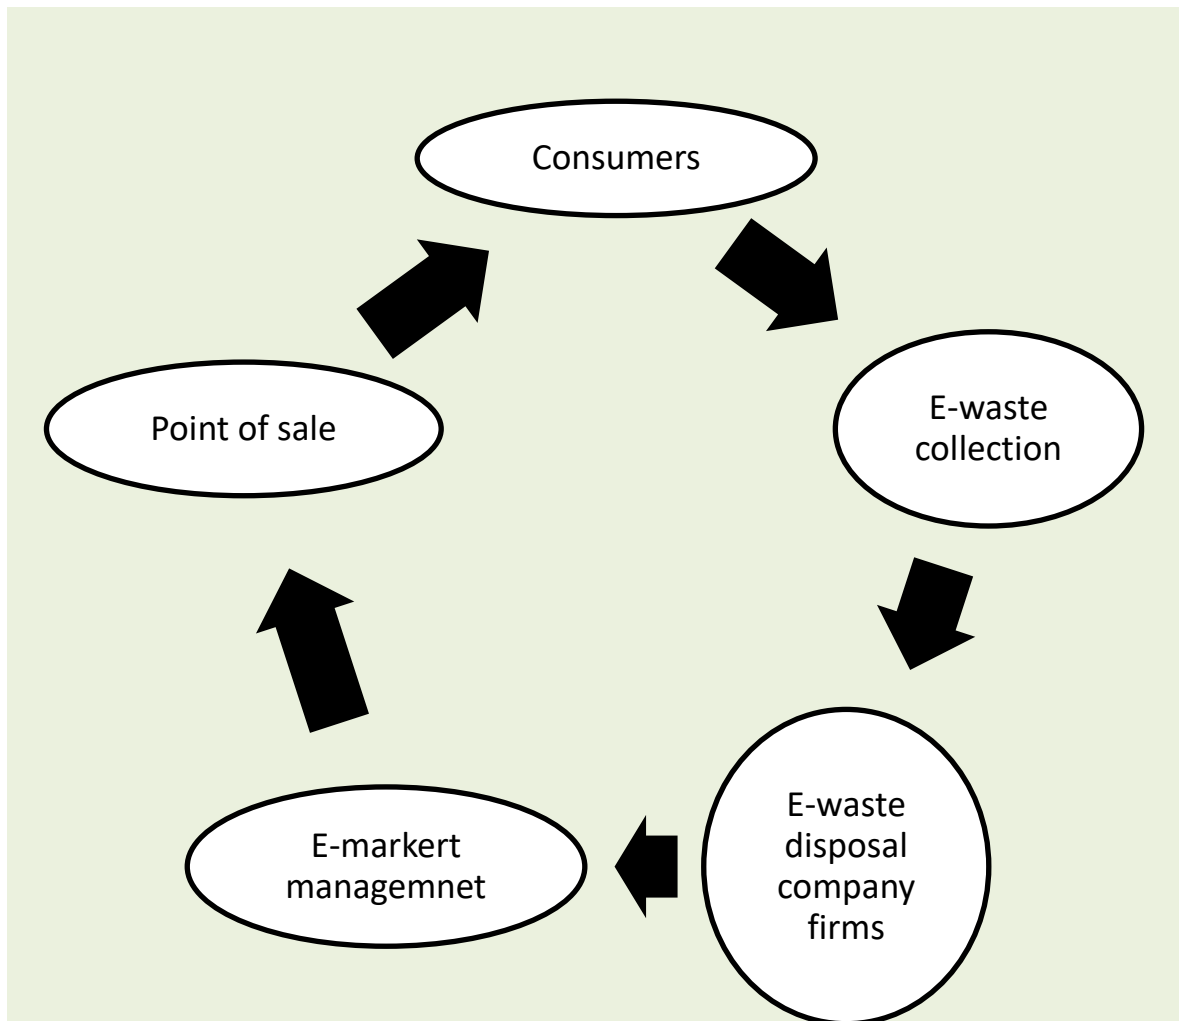 Consumers
E-waste
collection
E-waste
disposal
company
firms
E-markert
managemnet
Point of sale